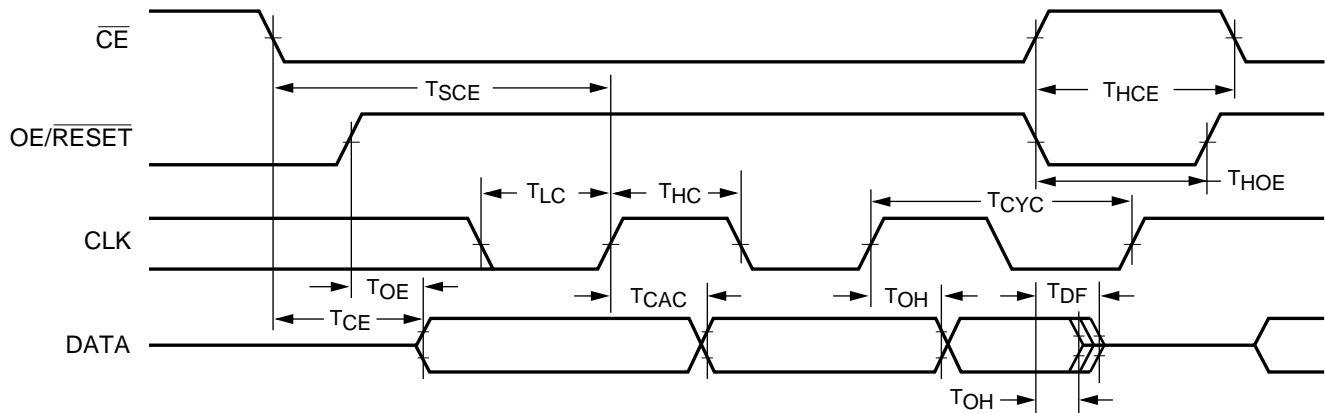 CE
TSCE
THCE
OE/RESET
TLC
THC
TCYC
THOE
CLK
TOE
TCAC
TOH
TDF
TCE
DATA
TOH